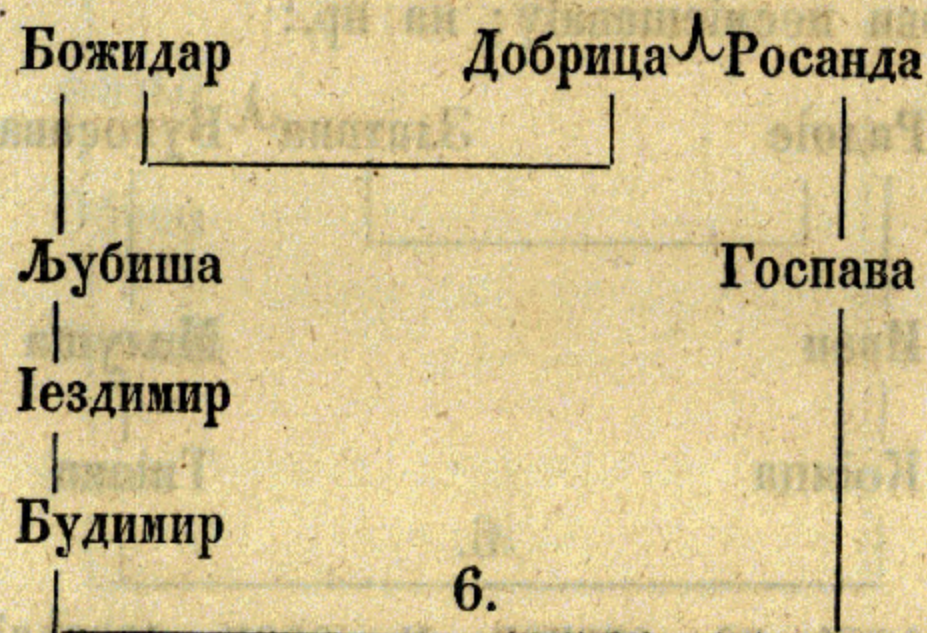 Божидар Добрица Росанда
Љубиша Госпава
Іездимир
Будимир
6.